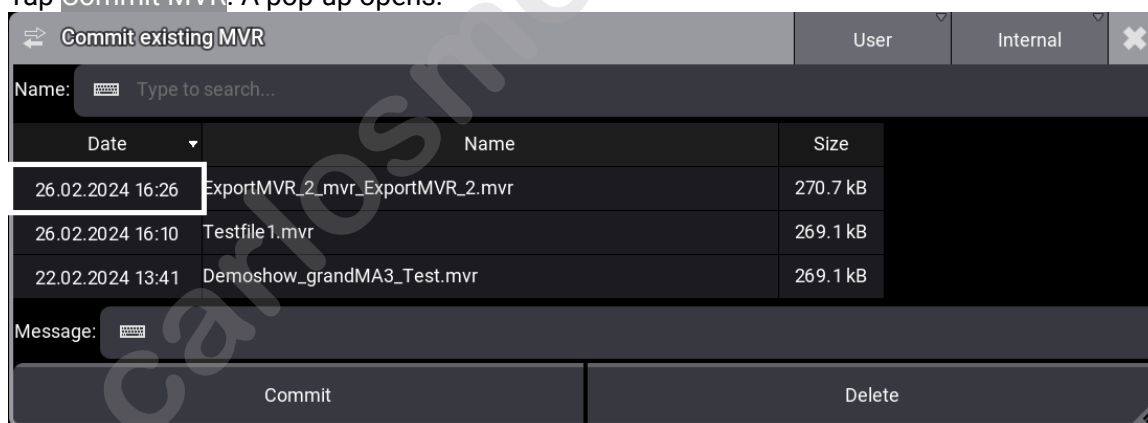 Tap Commit MVR. A pop-up opens.
Commit existing MVR User Internal
Name: Type to search...
Date Name Size
26.02.2024 16:26 ExportMVR_2_mvr_ExportMVR_2.mvr 270.7 kB
26.02.2024 16:10 Testfile1.mvr 269.1 kB
22.02.2024 13:41 Demoshow_grandMA3_Test.mvr 269.1 kB
Message:
Commit Delete
carlosm